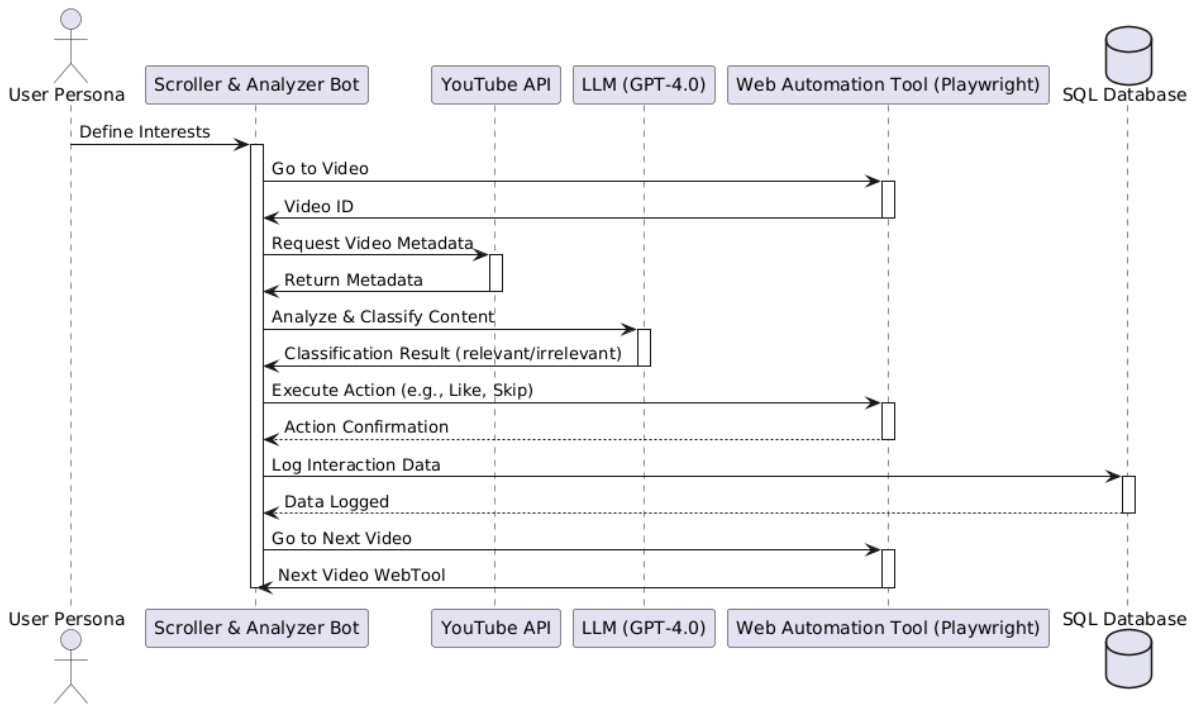 User Persona
Scroller & Analyzer Bot
YouTube API
LLM (GPT-4.0)
Web Automation Tool (Playwright)
SQL Database
Define Interests
Go to Video
Video ID
Request Video Metadata
Return Metadata
Analyze & Classify Content
Classification Result (relevant/irrelevant)
Execute Action (e.g., Like, Skip)
Action Confirmation
Log Interaction Data
Data Logged
Go to Next Video
Next Video WebTool
User Persona
Scroller & Analyzer Bot
YouTube API
LLM (GPT-4.0)
Web Automation Tool (Playwright)
SQL Database